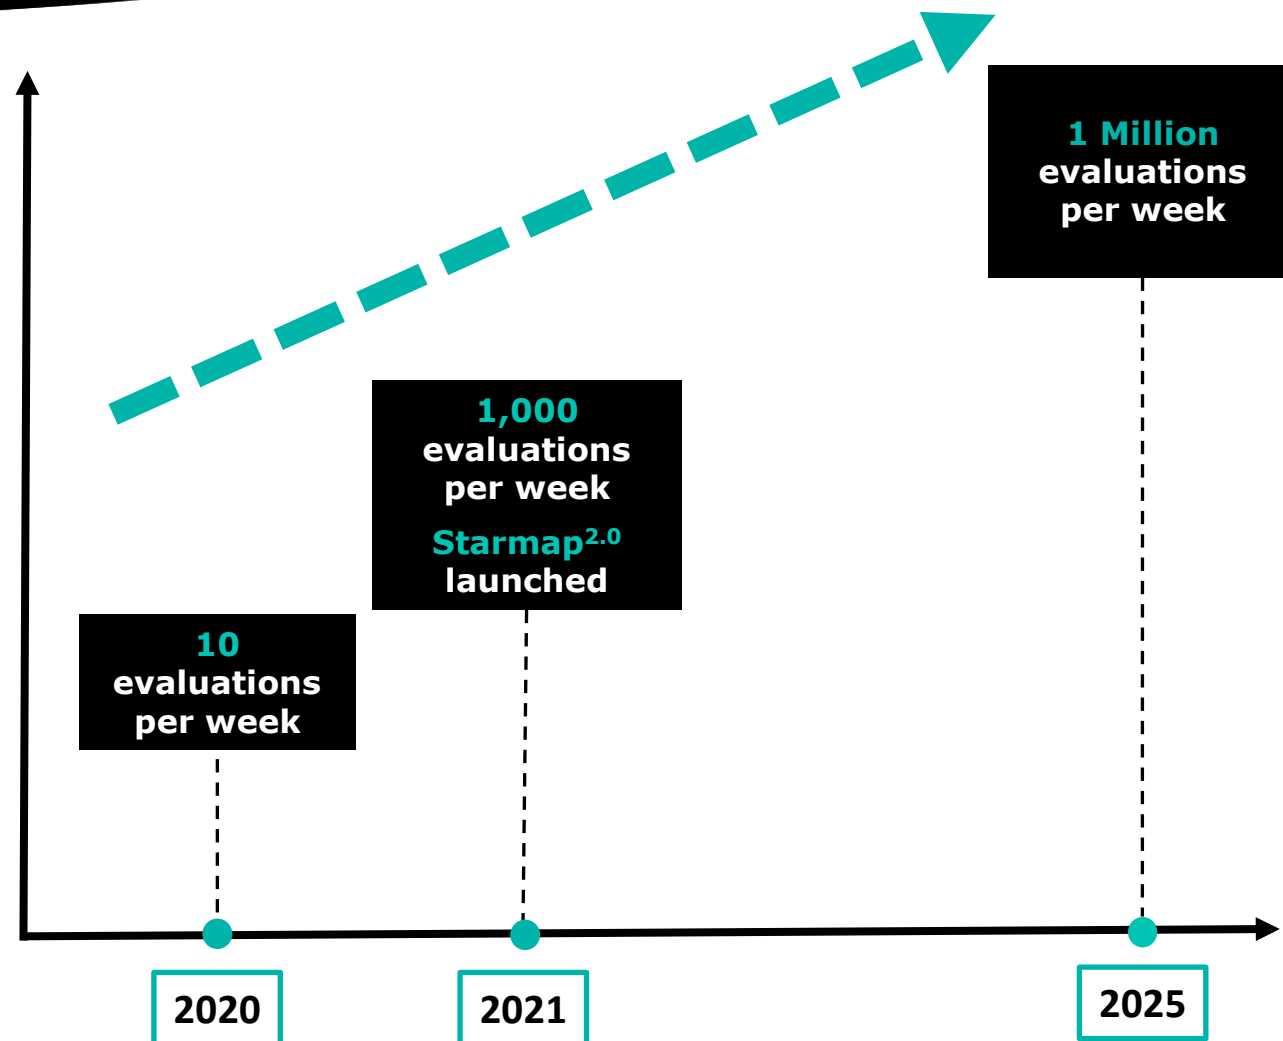 1 Million
evaluations
per week
1,000
evaluations
per week
Starmap2.0
launched
10
evaluations
per week
2020
2021
2025